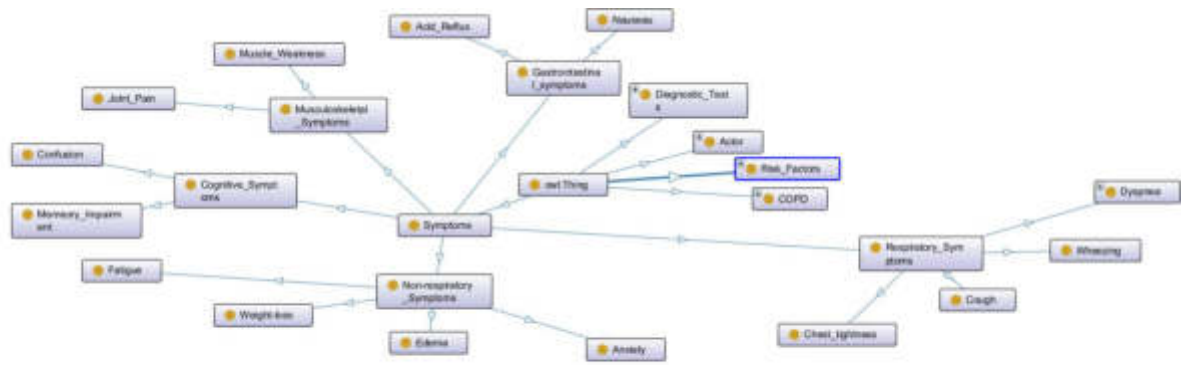 Acid_Reflux
Nausea
Muscle_Weakness
Gastrointestina
l_symptoms
Diagnostic_Test
s
Joint_Pain
Musculoskeletal
_Symptoms
Actor
Confusion
Risk_Factors
Cognitive_Sympt
oms
owl:Thing
COPD
Dyspnea
Memeory_Impairm
ent
Symptoms
Respiratory_Sym
ptoms
Wheezing
Fatigue
Non-respiratory
_Symptoms
Cough
Weight-loss
Chest_tightness
Edema
Anxiety